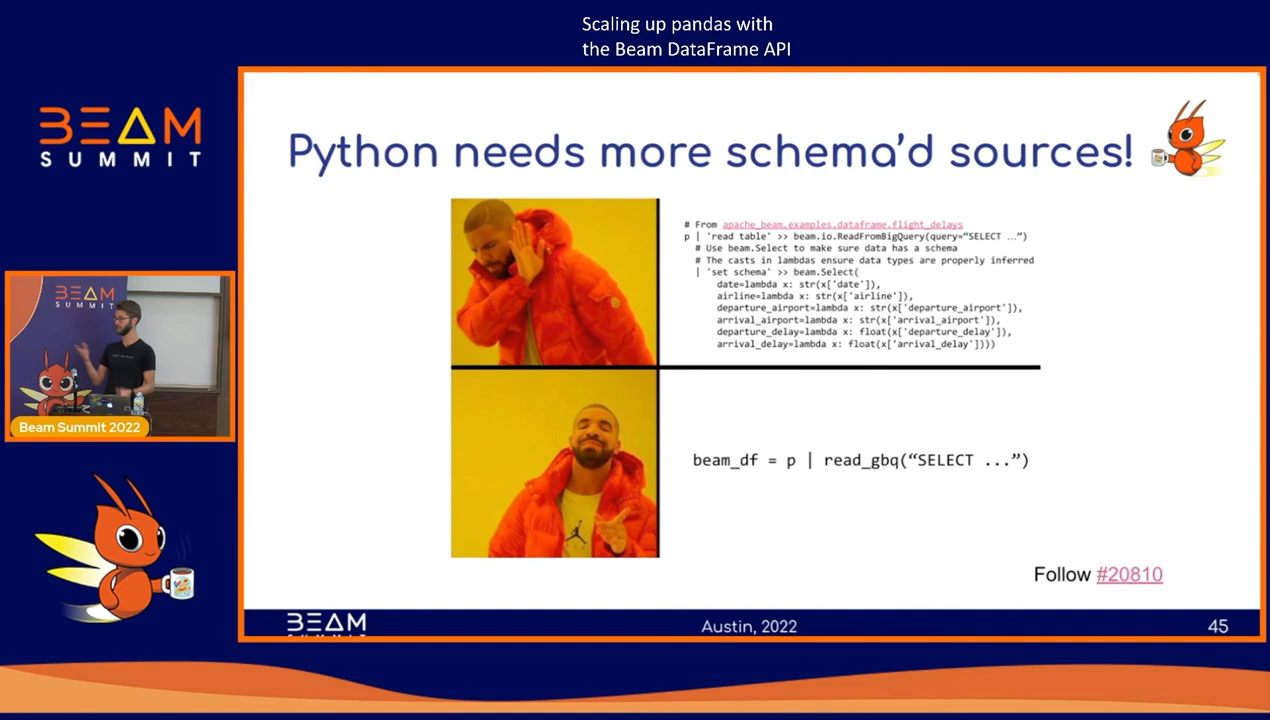 Scaling up pandas with
the Beam DataFrame API
BEAM
SUMMIT
Python needs more schema’d sources!
# From apache_beam.examples.dataframe.flight_delays
p | 'read table' >> beam.io.ReadFromBigQuery(query=“SELECT …”)
# Use beam.Select to make sure data has a schema
# The casts in lambdas ensure data types are properly inferred
| 'set schema' >> beam.Select(
date=lambda x: str(x['date']),
airline=lambda x: str(x['airline']),
departure_airport=lambda x: str(x['departure_airport']),
arrival_airport=lambda x: str(x['arrival_airport']),
departure_delay=lambda x: float(x['departure_delay']),
arrival_delay=lambda x: float(x['arrival_delay'])))
beam_df = p | read_gbq(“SELECT ...”)
Follow #20810
BEAM
SUMMIT
Beam Summit 2022
BEAM
Austin, 2022
45